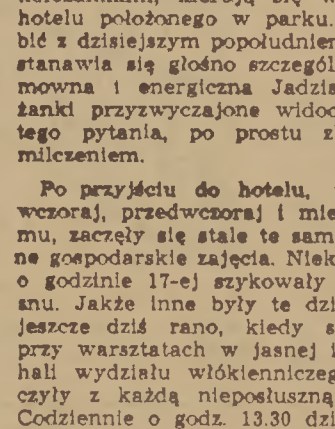 hotelu położonego w parku.
bić z dzisiejszym popołudnien
stanawia się głośno szczegól
mowna i energiczna Jadzia
żanki przyzwyczajone widoc
tego pytania, po prostu z
milczeniem.
Po przyjściu do hotelu,
wczoraj, przedwczoraj i mie
mu, zaczęły się stale te sam
ne gospodarskie zajęcia. Niek
o godzinie 17-ej szykowały
snu. Jakże inne były te dzi
jeszcze dziś rano, kiedy s
przy warsztatach w jasnej i
hali wydziału włókienniczeg
czyły z każdą nieposłuszną
Codziennie o godz. 13.30 dzi